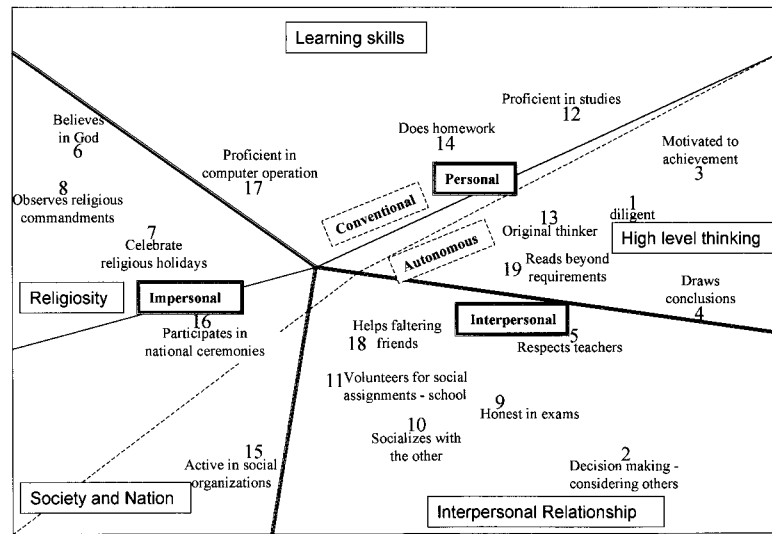 Learning skills
Proficient in studies
12
Believes
in God
6
Does homework
14
Motivated to
achievement
3
Proficient in
computer operation
17
Personal
8
Observes religious
commandments
Conventional
1
diligent
13
Original thinker
High level thinking
7
Celebrate
religious holidays
Autonomous
19 Reads beyond
requirements
Religiosity
Impersonal
Draws
conclusions
4
16
Participates in
national ceremonies
Interpersonal
Helps faltering
18 friends
5
Respects teachers
11 Volunteers for social
assignments - school
9
Honest in exams
10
Socializes with
the other
15
Active in social
organizations
2
Decision making -
considering others
Society and Nation
Interpersonal Relationship